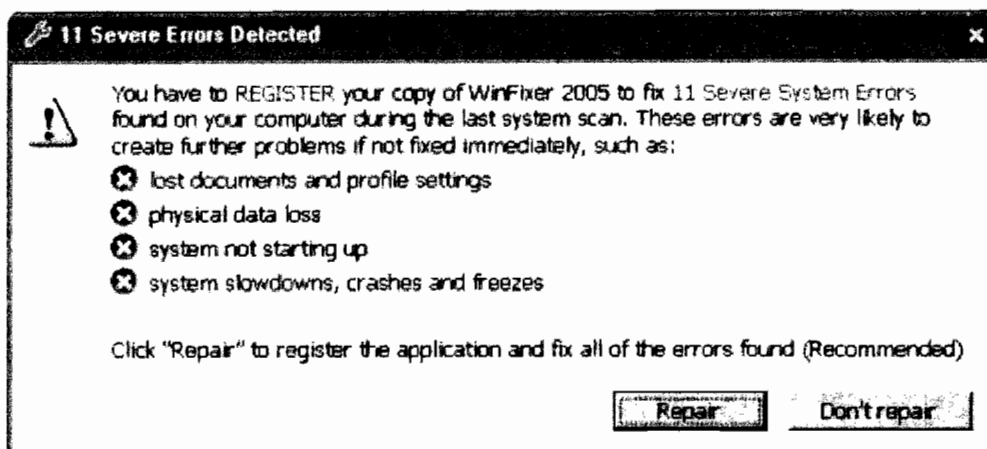 11 Severe Errors Detected
You have to REGISTER your copy of WinFixer 2005 to fix 11 Severe System Errors
found on your computer during the last system scan. These errors are very likely to
create further problems if not fixed immediately, such as:
lost documents and profile settings
physical data loss
system not starting up
system slowdowns, crashes and freezes
Click "Repair" to register the application and fix all of the errors found (Recommended)
Repair Don't repair